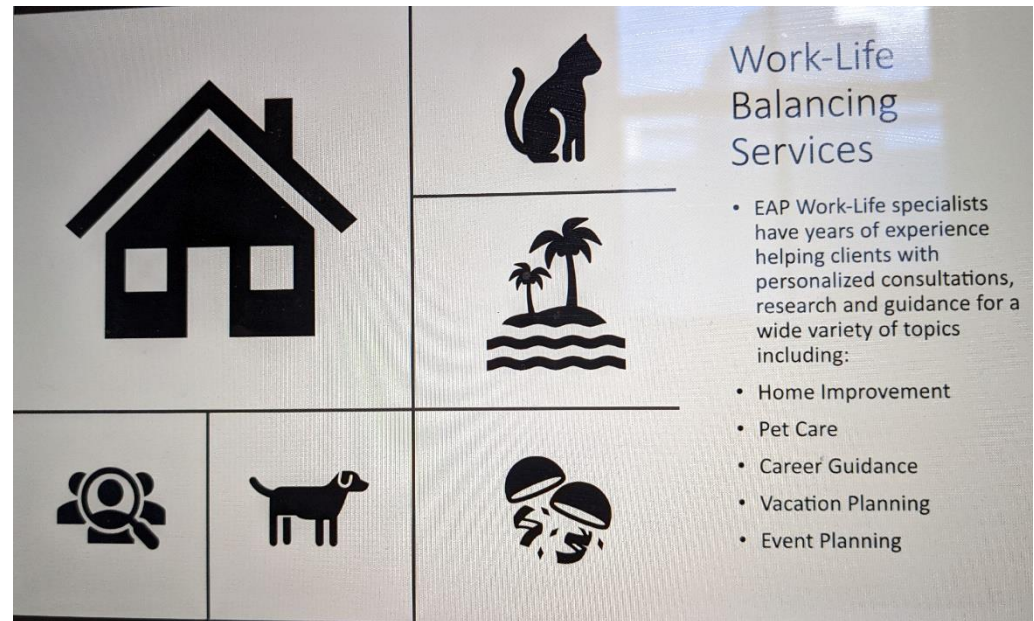 Work-Life
Balancing
Services
• EAP Work-Life specialists
have years of experience
helping clients with
personalized consultations,
research and guidance for a
wide variety of topics
including:
• Home Improvement
• Pet Care
• Career Guidance
• Vacation Planning
• Event Planning